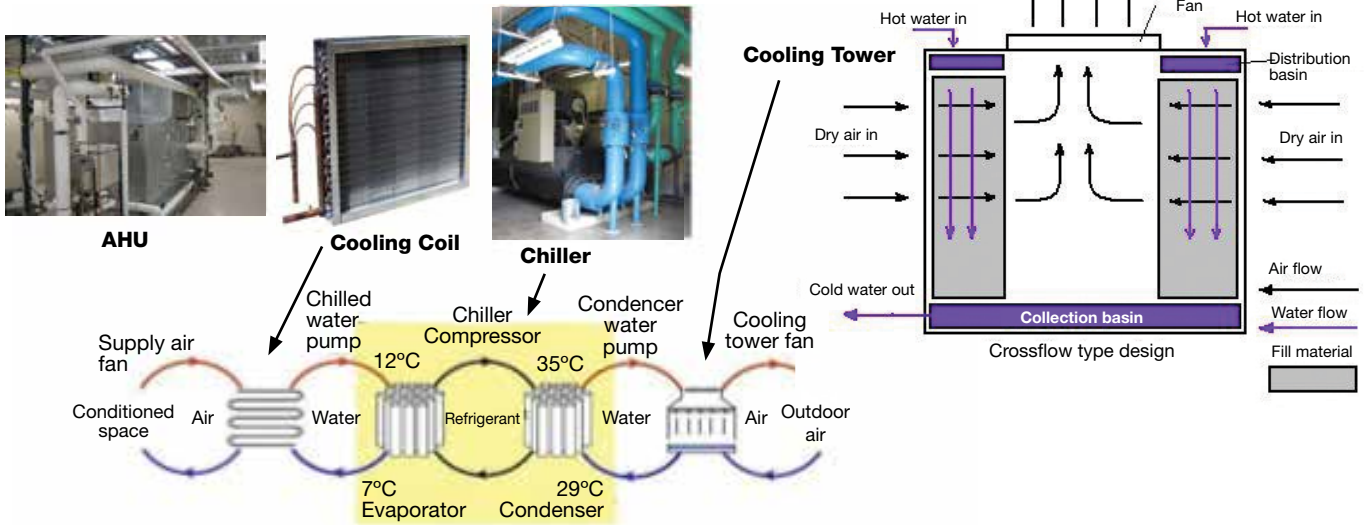 AHU
Cooling Coil
Chiller
Cooling Tower
Supply air
fan
Chilled
water
pump
Chiller
Compressor
Condencer
water
pump
Cooling
tower fan
12ºC
35ºC
Conditioned
space
Air
Water
Refrigerant
Water
Air
Outdoor
air
7ºC
Evaporator
29ºC
Condenser
Fan
Hot water in
Hot water in
Distribution
basin
Dry air in
Dry air in
Cold water out
Collection basin
Crossflow type design
Air flow
Water flow
Fill material